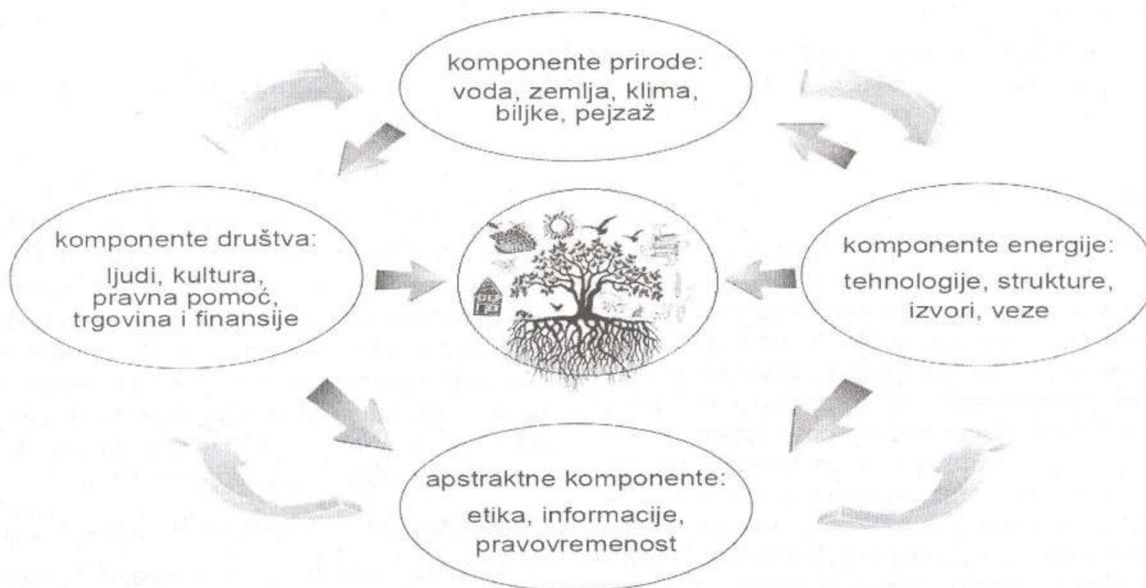 komponente prirode:
voda, zemlja, klima,
biljke, pejzaž
komponente društva:
ljudi, kultura,
pravna pomoć,
trgovina i finansije
komponente energije:
tehnologije, strukture,
izvori, veze
apstraktne komponente:
etika, informacije,
pravovremenost